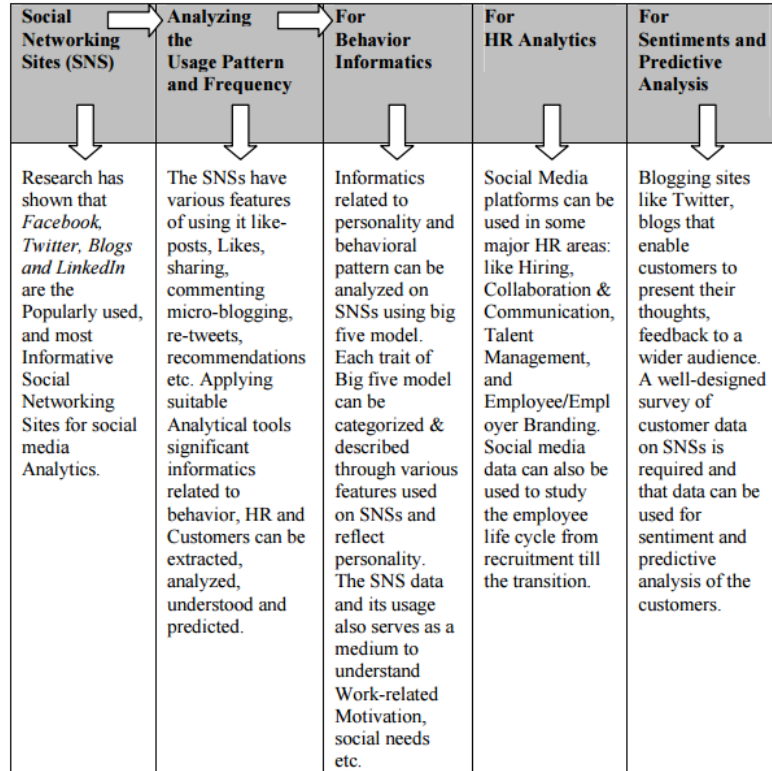 Social
Networking
Sites (SNS)
Analyzing
the
Usage Pattern
and Frequency
For
Behavior
Informatics
For
HR Analytics
For
Sentiments and
Predictive
Analysis
Research has
shown that
Facebook,
Twitter, Blogs
and LinkedIn
are the
Popularly used,
and most
Informative
Social
Networking
Sites for social
media
Analytics.
The SNSs have
various features
of using it like-
posts, Likes,
sharing,
commenting
micro-blogging,
re-tweets,
recommendations
etc. Applying
suitable
Analytical tools
significant
informatics
related to
behavior, HR and
Customers can be
extracted,
analyzed,
understood and
predicted.
Informatics
related to
personality and
behavioral
pattern can be
analyzed on
SNSs using big
five model.
Each trait of
Big five model
can be
categorized &
described
through various
features used
on SNSs and
reflect
personality.
The SNS data
and its usage
also serves as a
medium to
understand
Work-related
Motivation,
social needs
etc.
Social Media
platforms can be
used in some
major HR areas:
like Hiring,
Collaboration &
Communication,
Talent
Management,
and
Employee/Empl
oyer Branding.
Social media
data can also be
used to study
the employee
life cycle from
recruitment till
the transition.
Blogging sites
like Twitter,
blogs that
enable
customers to
present their
thoughts,
feedback to a
wider audience.
A well-designed
survey of
customer data
on SNSs is
required and
that data can be
used for
sentiment and
predictive
analysis of the
customers.